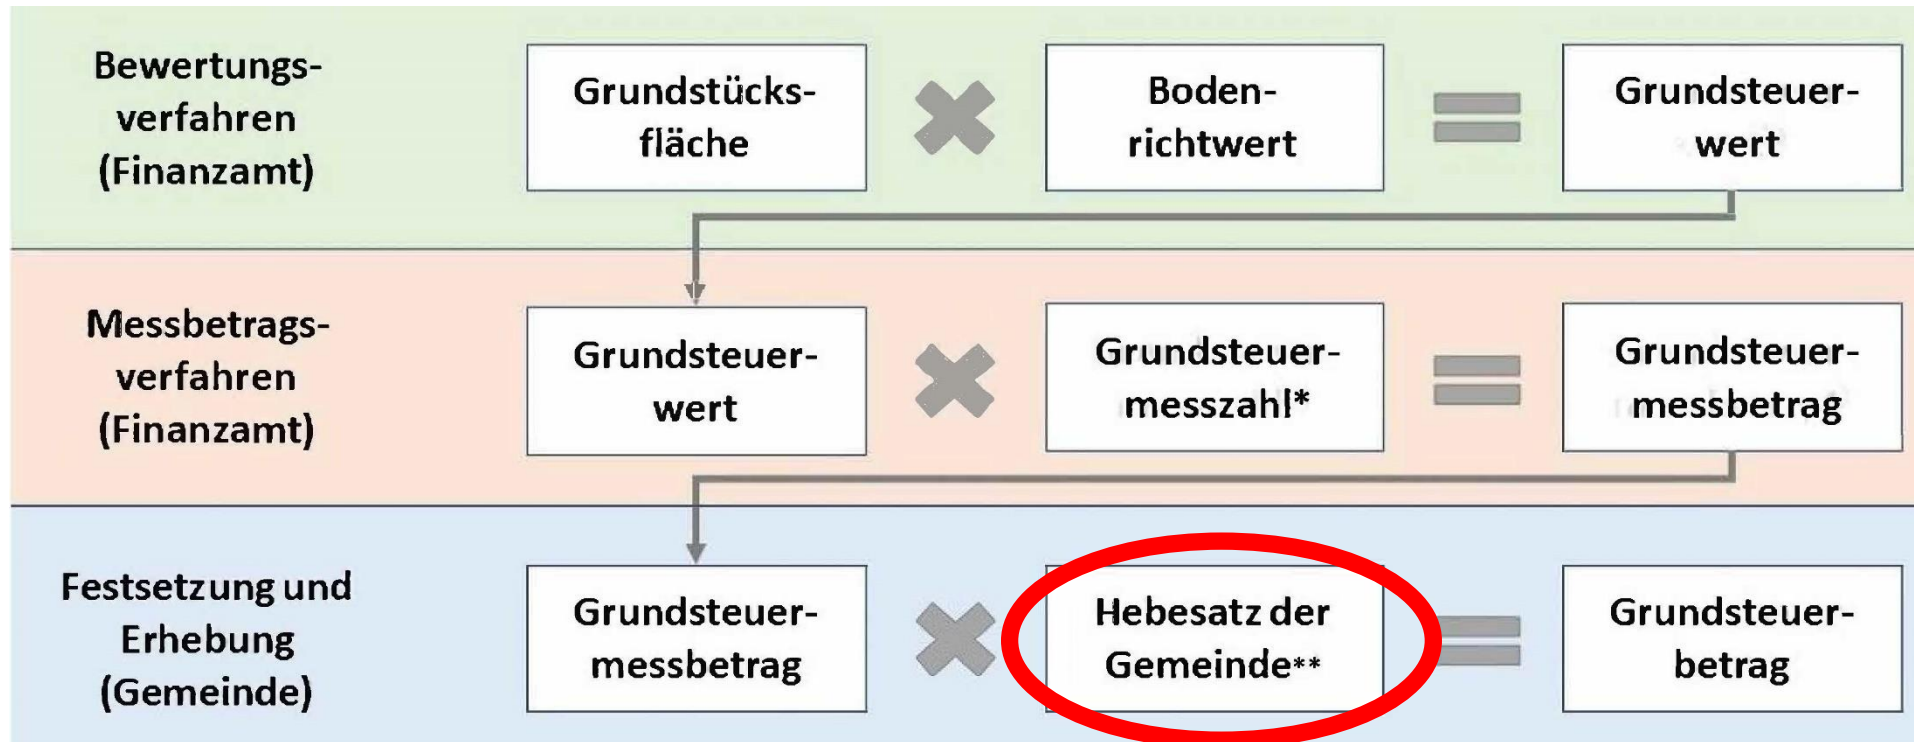 Bewertungs-
verfahren
(Finanzamt)
Grundstücks-
fläche
Boden-
richtwert
Grundsteuer-
wert
Messbetrags-
verfahren
(Finanzamt)
Grundsteuer-
wert
Grundsteuer-
messzahl*
Grundsteuer-
messbetrag
Festsetzung und
Erhebung
(Gemeinde)
Grundsteuer-
messbetrag
Hebesatz der
Gemeinde**
Grundsteuer-
betrag